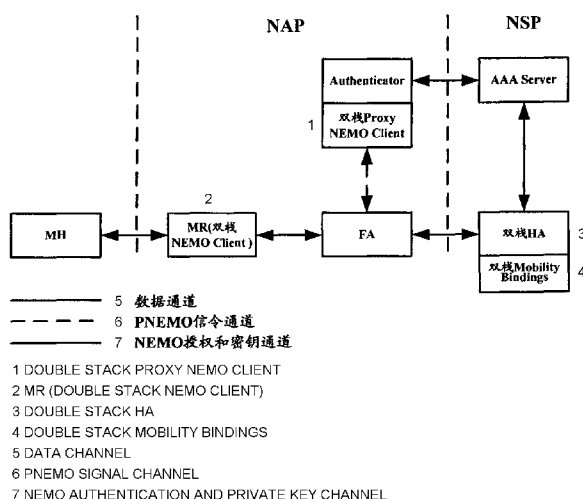 NAP
NSP
Authenticator
AAA Server
1
双栈Proxy
NEMO Client
2
MH
MR(双栈
NEMO Client)
FA
双栈HA
3
双栈Mobility
Bindings
4
5 数据通道
6 PNEMO信令通道
7 NEMO授权和密钥通道
1 DOUBLE STACK PROXY NEMO CLIENT
2 MR (DOUBLE STACK NEMO CLIENT)
3 DOUBLE STACK HA
4 DOUBLE STACK MOBILITY BINDINGS
5 DATA CHANNEL
6 PNEMO SIGNAL CHANNEL
7 NEMO AUTHENTICATION AND PRIVATE KEY CHANNEL